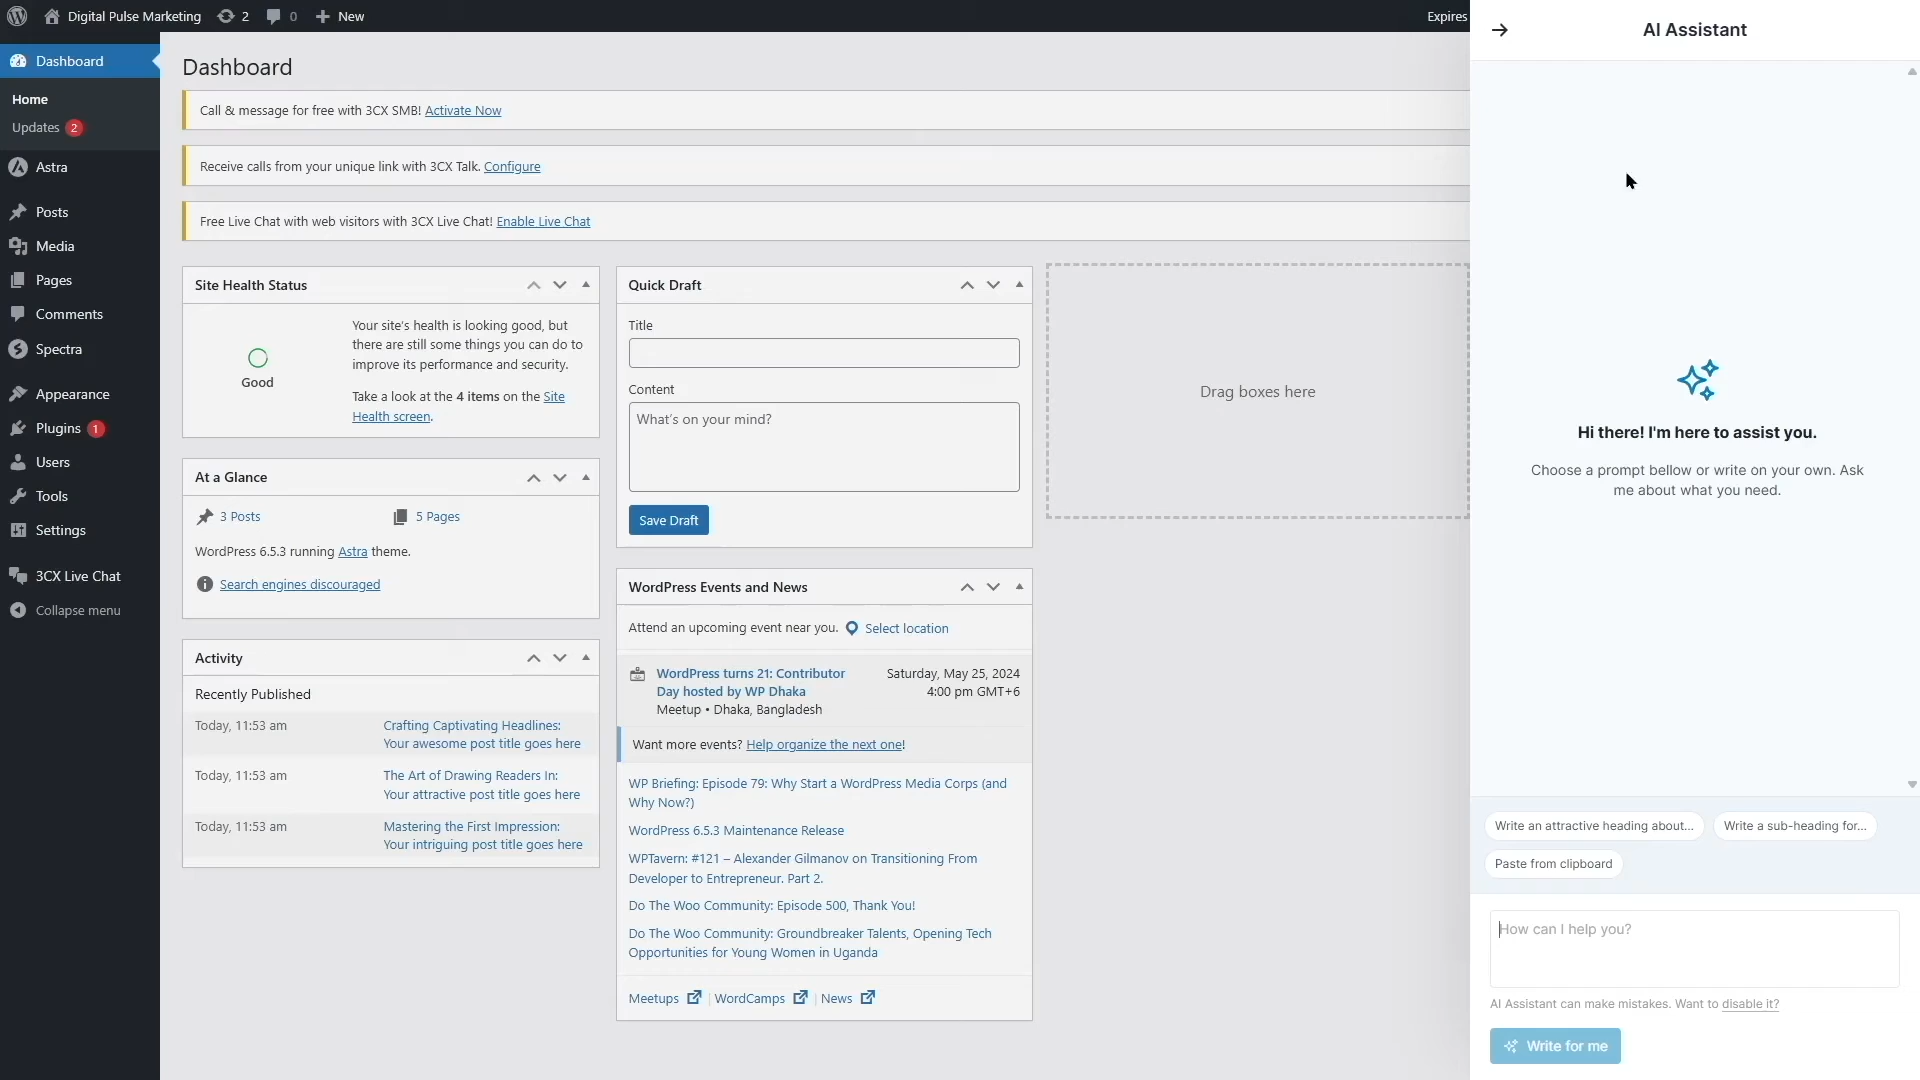 Digital Pulse Marketing
2
0
New
Expires
Dashboard
Home
Updates 2
Astra
Posts
Media
Pages
Comments
Spectra
Appearance
Plugins 1
Users
Tools
Settings
3CX Live Chat
Collapse menu
Dashboard
Call & message for free with 3CX SMB! Activate Now
Receive calls from your unique link with 3CX Talk. Configure
Free Live Chat with web visitors with 3CX Live Chat! Enable Live Chat
Site Health Status
Good
Your site's health is looking good, but
there are still some things you can do to
improve its performance and security.
Take a look at the 4 items on the Site
Health screen.
At a Glance
3 Posts
5 Pages
WordPress 6.5.3 running Astra theme.
Search engines discouraged
Activity
Recently Published
Today, 11:53 am
Crafting Captivating Headlines:
Your awesome post title goes here
Today, 11:53 am
The Art of Drawing Readers In:
Your attractive post title goes here
Today, 11:53 am
Mastering the First Impression:
Your intriguing post title goes here
Quick Draft
Title
Content
What's on your mind?
Save Draft
WordPress Events and News
Attend an upcoming event near you. Select location
WordPress turns 21: Contributor
Day hosted by WP Dhaka
Meetup • Dhaka, Bangladesh
Saturday, May 25, 2024
4:00 pm GMT+6
Want more events? Help organize the next one!
WP Briefing: Episode 79: Why Start a WordPress Media Corps (and
Why Now?)
WordPress 6.5.3 Maintenance Release
WPTavern: #121 – Alexander Gilmanov on Transitioning From
Developer to Entrepreneur. Part 2.
Do The Woo Community: Episode 500, Thank You!
Do The Woo Community: Groundbreaker Talents, Opening Tech
Opportunities for Young Women in Uganda
Meetups | WordCamps | News
Drag boxes here
AI Assistant
Hi there! I'm here to assist you.
Choose a prompt bellow or write on your own. Ask
me about what you need.
Write an attractive heading about...
Write a sub-heading for...
Paste from clipboard
How can I help you?
AI Assistant can make mistakes. Want to disable it?
Write for me